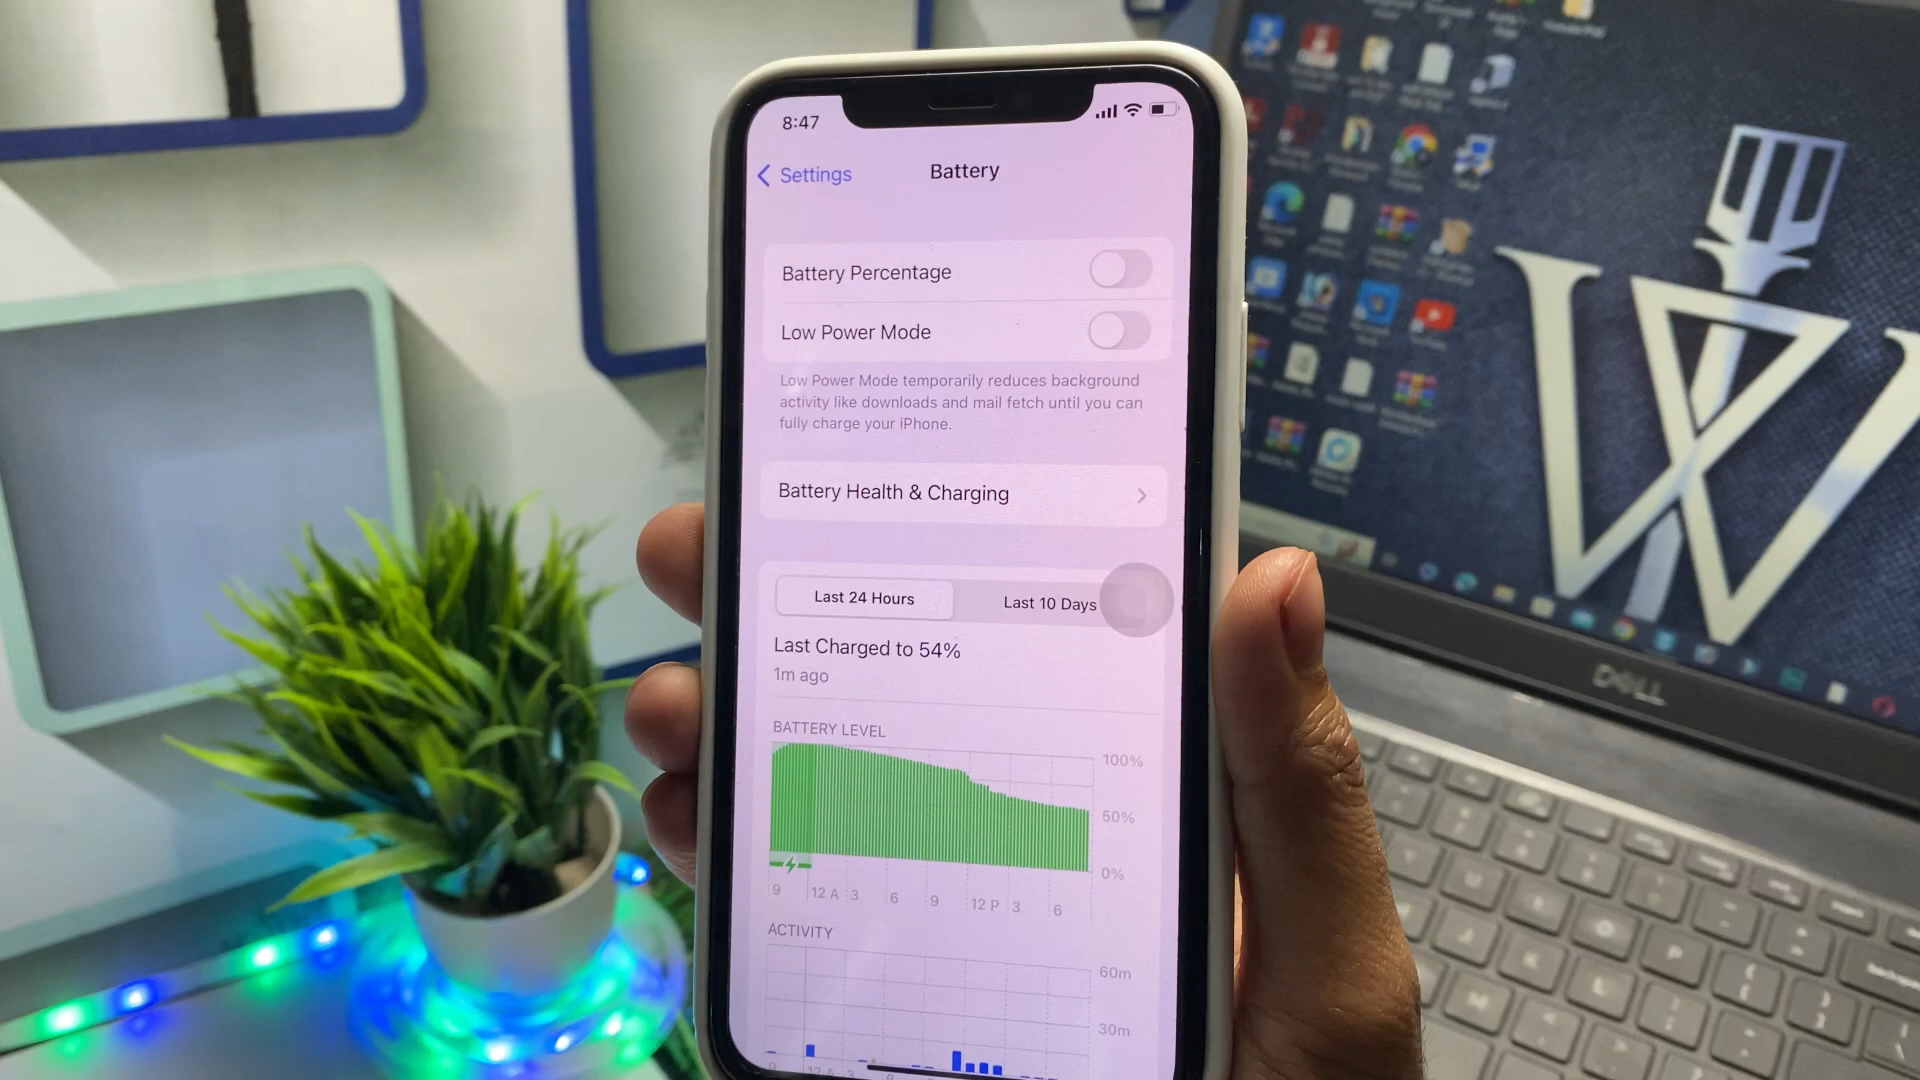 8:47
Settings
Battery
Battery Percentage
Low Power Mode
Low Power Mode temporarily reduces background
activity like downloads and mail fetch until you can
fully charge your iPhone.
Battery Health & Charging
Last 24 Hours
Last 10 Days
Last Charged to 54%
1m ago
BATTERY LEVEL
100%
50%
0%
9 12 A 3 6 9 12 P 3 6
ACTIVITY
60m
30m
W
DELL